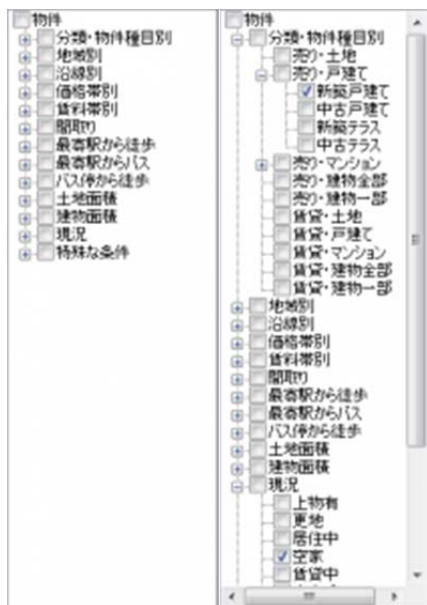 物件
分類・物件種目別
地域別
沿線別
価格帯別
賃料帯別
間取り
最寄駅から徒歩
最寄駅からバス
バス停から徒歩
土地面積
建物面積
現況
特殊な条件
物件
分類・物件種目別
売り・土地
売り・戸建て
新築戸建て
中古戸建て
新築テラス
中古テラス
売り・マンション
売り・建物全部
売り・建物一部
賃貸・土地
賃貸・戸建て
賃貸・マンション
賃貸・建物全部
賃貸・建物一部
地域別
沿線別
価格帯別
賃料帯別
間取り
最寄駅から徒歩
最寄駅からバス
バス停から徒歩
土地面積
建物面積
現況
上物有
更地
居住中
空家
賃貸中